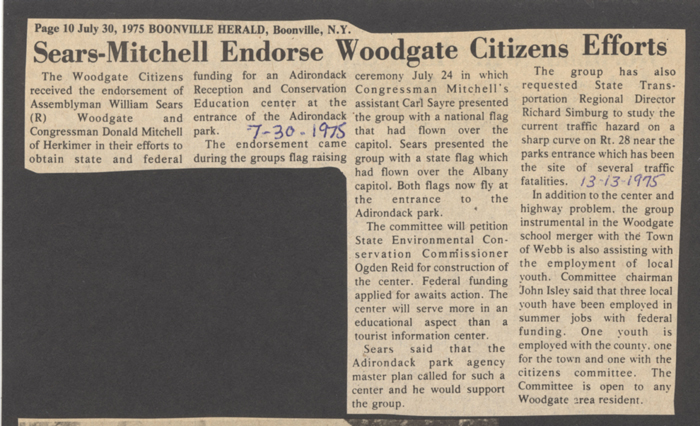 Page 10 July 30, 1975 BOONVILLE HERALD, Boonville, N.Y.
Sears-Mitchell Endorse Woodgate Citizens Efforts
The Woodgate Citizens
received the endorsement of
Assemblyman William Sears
(R) Woodgate and
Congressman Donald Mitchell
of Herkimer in their efforts to
obtain state and federal
funding for an Adirondack
Reception and Conservation
Education center at the
entrance of the Adirondack
park. 7-30-1975
The endorsement came
during the groups flag raising
ceremony July 24 in which
Congressman Mitchell's
assistant Carl Sayre presented
the group with a national flag
that had flown over the
capitol. Sears presented the
group with a state flag which
had flown over the Albany
capitol. Both flags now fly at
the entrance to the
Adirondack park.
The committee will petition
State Environmental Con-
servation Commissioner
Ogden Reid for construction of
the center. Federal funding
applied for awaits action. The
center will serve more in an
educational aspect than a
tourist information center.
Sears said that the
Adirondack park agency
master plan called for such a
center and he would support
the group.
The group has also
requested State Trans-
portation Regional Director
Richard Simburg to study the
current traffic hazard on a
sharp curve on Rt. 28 near the
parks entrance which has been
the site of several traffic
fatalities. 13-13-1975
In addition to the center and
highway problem, the group
instrumental in the Woodgate
school merger with the Town
of Webb is also assisting with
the employment of local
youth. Committee chairman
John Isley said that three local
youth have been employed in
summer jobs with federal
funding. One youth is
employed with the county, one
for the town and one with the
citizens committee. The
Committee is open to any
Woodgate area resident.